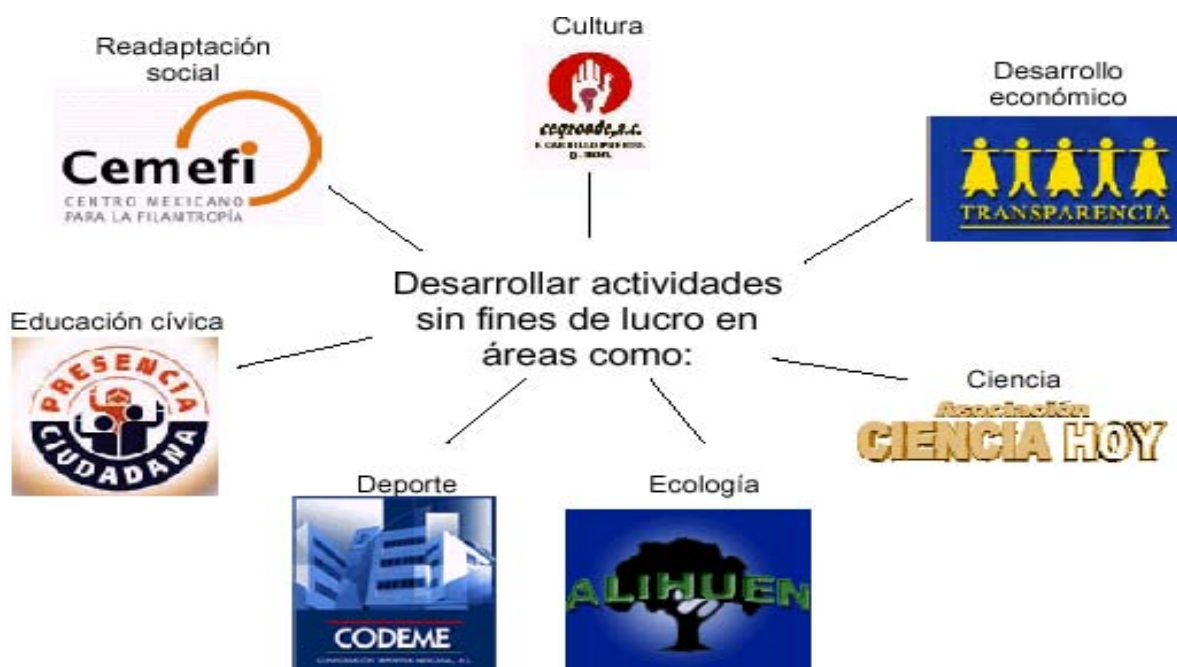 Cultura
Readaptación
social
Cemefi
CENTRO MEXICANO
PARA LA FILANTROPÍA
Desarrollo
económico
TRANSPARENCIA
Desarrollar actividades
sin fines de lucro en
áreas como:
Educación cívica
PRESENCIA
CIUDADANA
Ciencia
Asociación
CIENCIA HOY
Deporte
CODEME
Ecología
ALIHUEN